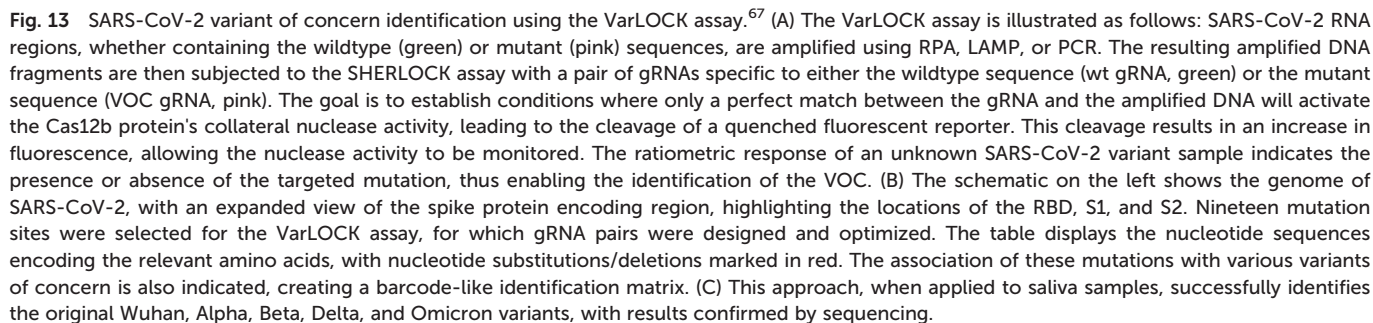 Fig. 13 SARS-CoV-2 variant of concern identification using the VarLOCK assay.67 (A) The VarLOCK assay is illustrated as follows: SARS-CoV-2 RNA
regions, whether containing the wildtype (green) or mutant (pink) sequences, are amplified using RPA, LAMP, or PCR. The resulting amplified DNA
fragments are then subjected to the SHERLOCK assay with a pair of gRNAs specific to either the wildtype sequence (wt gRNA, green) or the mutant
sequence (VOC gRNA, pink). The goal is to establish conditions where only a perfect match between the gRNA and the amplified DNA will activate
the Cas12b protein's collateral nuclease activity, leading to the cleavage of a quenched fluorescent reporter. This cleavage results in an increase in
fluorescence, allowing the nuclease activity to be monitored. The ratiometric response of an unknown SARS-CoV-2 variant sample indicates the
presence or absence of the targeted mutation, thus enabling the identification of the VOC. (B) The schematic on the left shows the genome of
SARS-CoV-2, with an expanded view of the spike protein encoding region, highlighting the locations of the RBD, S1, and S2. Nineteen mutation
sites were selected for the VarLOCK assay, for which gRNA pairs were designed and optimized. The table displays the nucleotide sequences
encoding the relevant amino acids, with nucleotide substitutions/deletions marked in red. The association of these mutations with various variants
of concern is also indicated, creating a barcode-like identification matrix. (C) This approach, when applied to saliva samples, successfully identifies
the original Wuhan, Alpha, Beta, Delta, and Omicron variants, with results confirmed by sequencing.